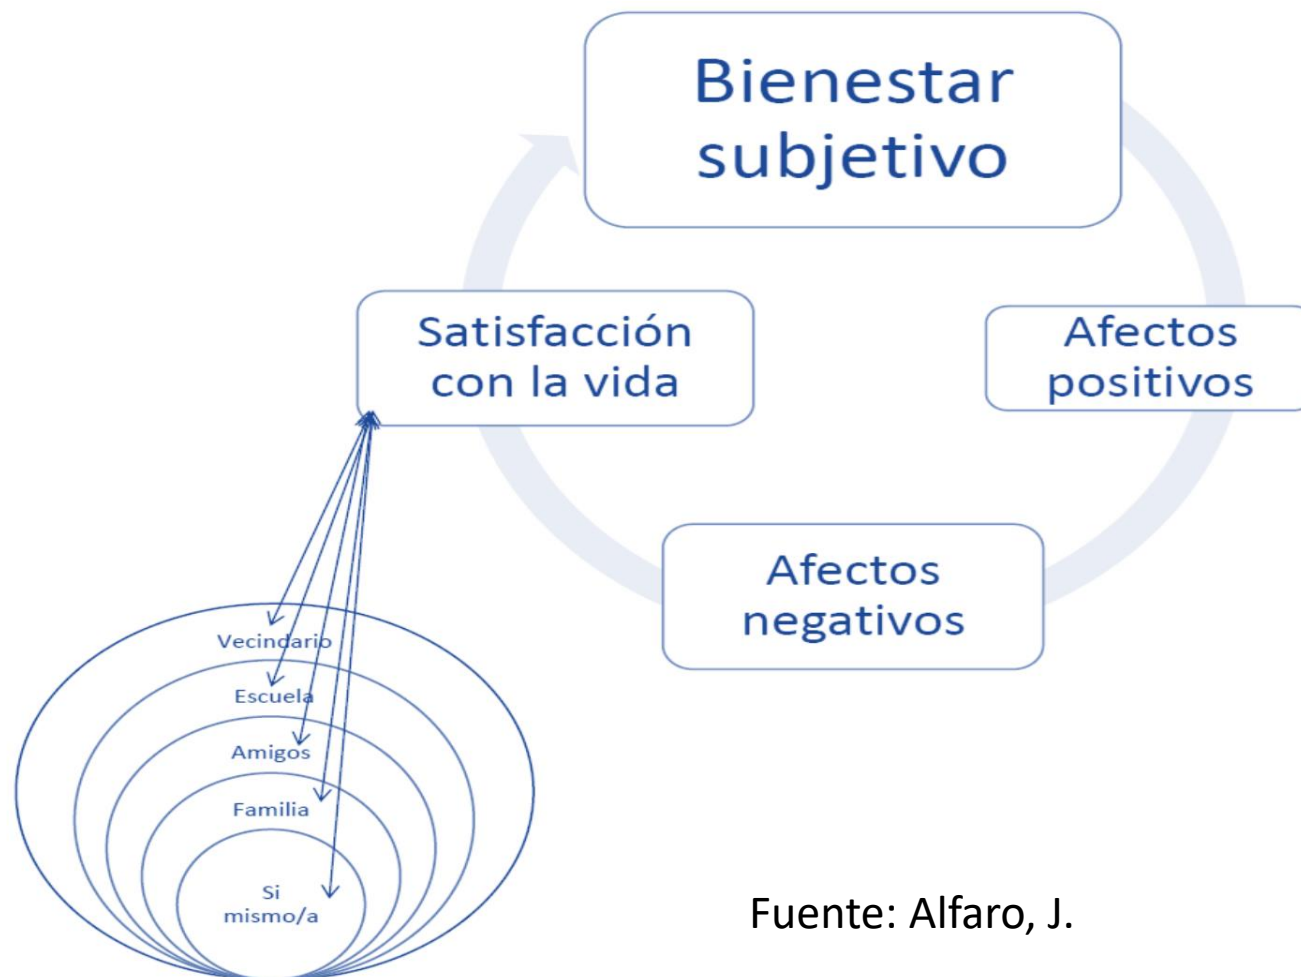 Bienestar
subjetivo
Satisfacción
con la vida
Afectos
positivos
Afectos
negativos
Vecindario
Escuela
Amigos
Familia
Si
mismo/a
Fuente: Alfaro, J.